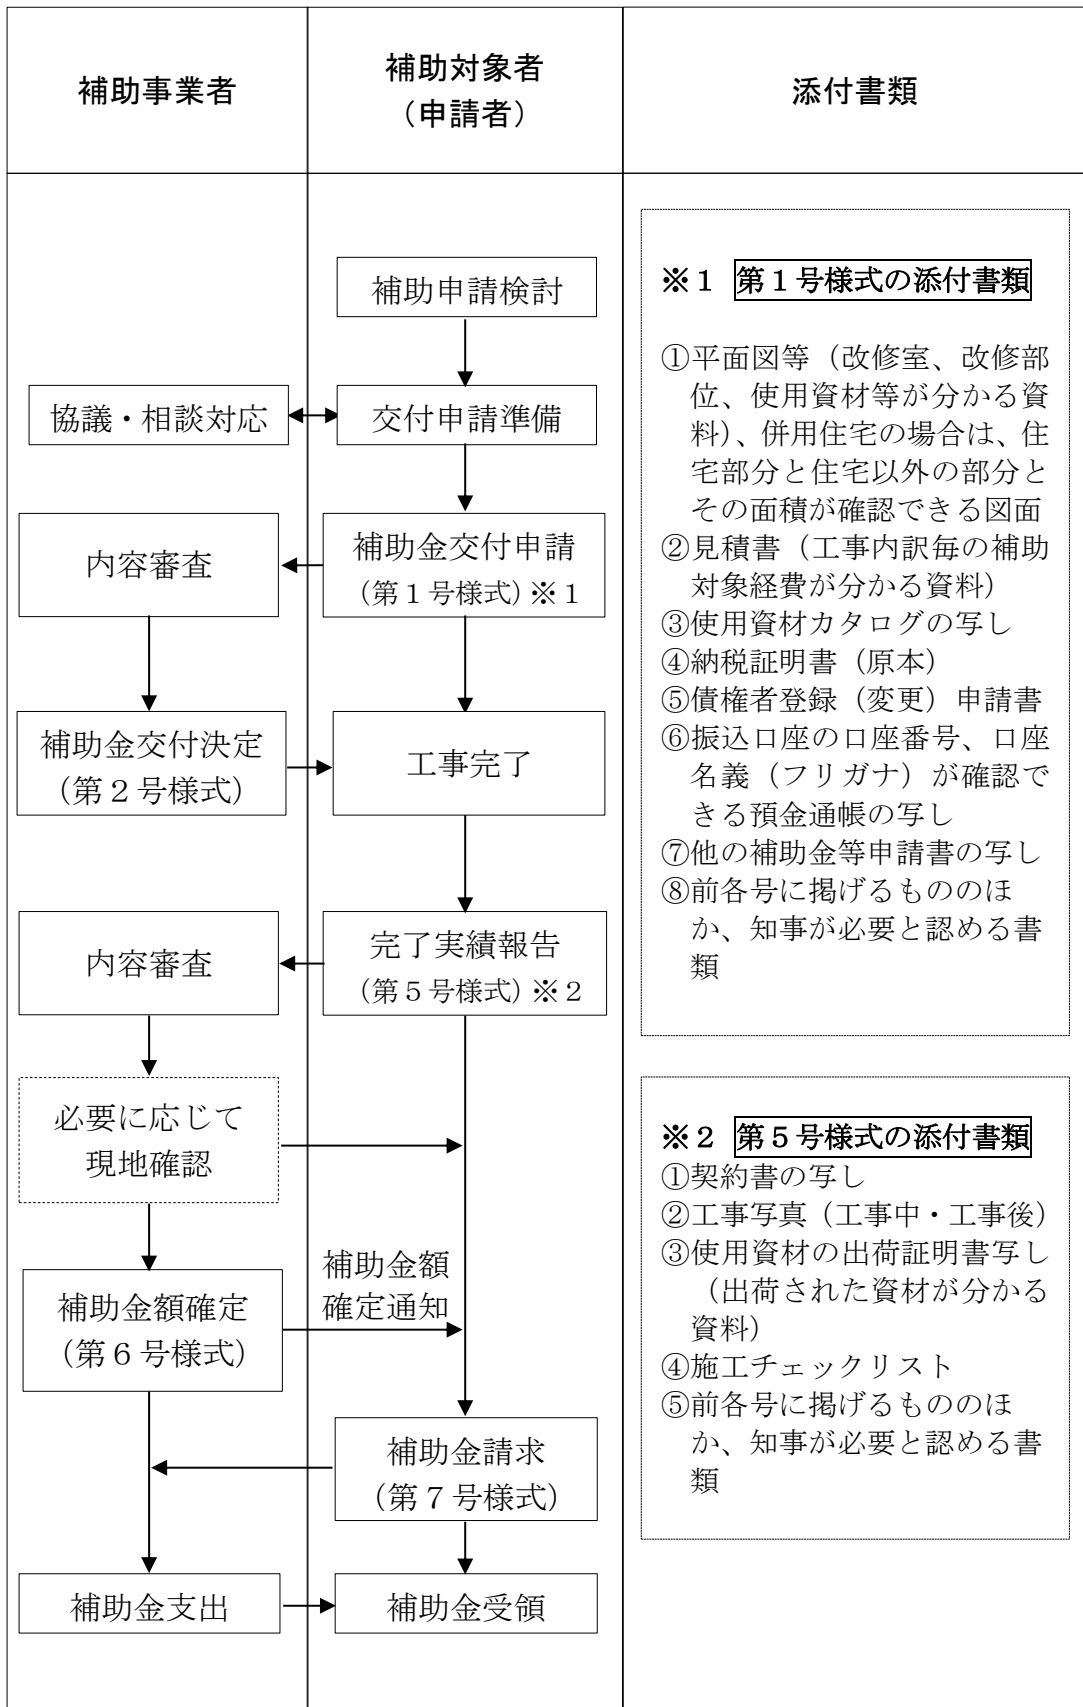 補助事業者
補助対象者
（申請者）
添付書類
補助申請検討
協議・相談対応
交付申請準備
内容審査
補助金交付申請
（第１号様式）※１
補助金交付決定
（第２号様式）
工事完了
内容審査
完了実績報告
（第５号様式）※２
必要に応じて
現地確認
補助金額
確定通知
補助金額確定
（第６号様式）
補助金請求
（第７号様式）
補助金支出
補助金受領
※１ 第１号様式の添付書類
①平面図等（改修室、改修部
位、使用資材等が分かる資
料）、併用住宅の場合は、住
宅部分と住宅以外の部分と
その面積が確認できる図面
②見積書（工事内訳毎の補助
対象経費が分かる資料）
③使用資材カタログの写し
④納税証明書（原本）
⑤債権者登録（変更）申請書
⑥振込口座の口座番号、口座
名義（フリガナ）が確認で
きる預金通帳の写し
⑦他の補助金等申請書の写し
⑧前各号に掲げるもののほ
か、知事が必要と認める書
類
※２ 第５号様式の添付書類
①契約書の写し
②工事写真（工事中・工事後）
③使用資材の出荷証明書写し
（出荷された資材が分かる
資料）
④施工チェックリスト
⑤前各号に掲げるもののほ
か、知事が必要と認める書
類